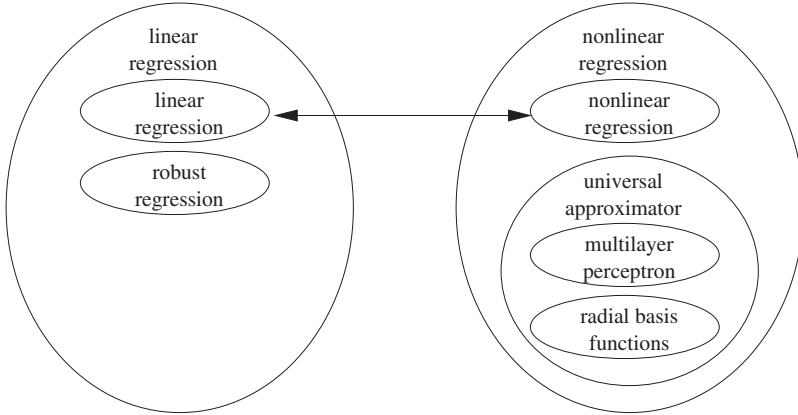 linear
regression
linear
regression
robust
regression
nonlinear
regression
nonlinear
regression
universal
approximator
multilayer
perceptron
radial basis
functions